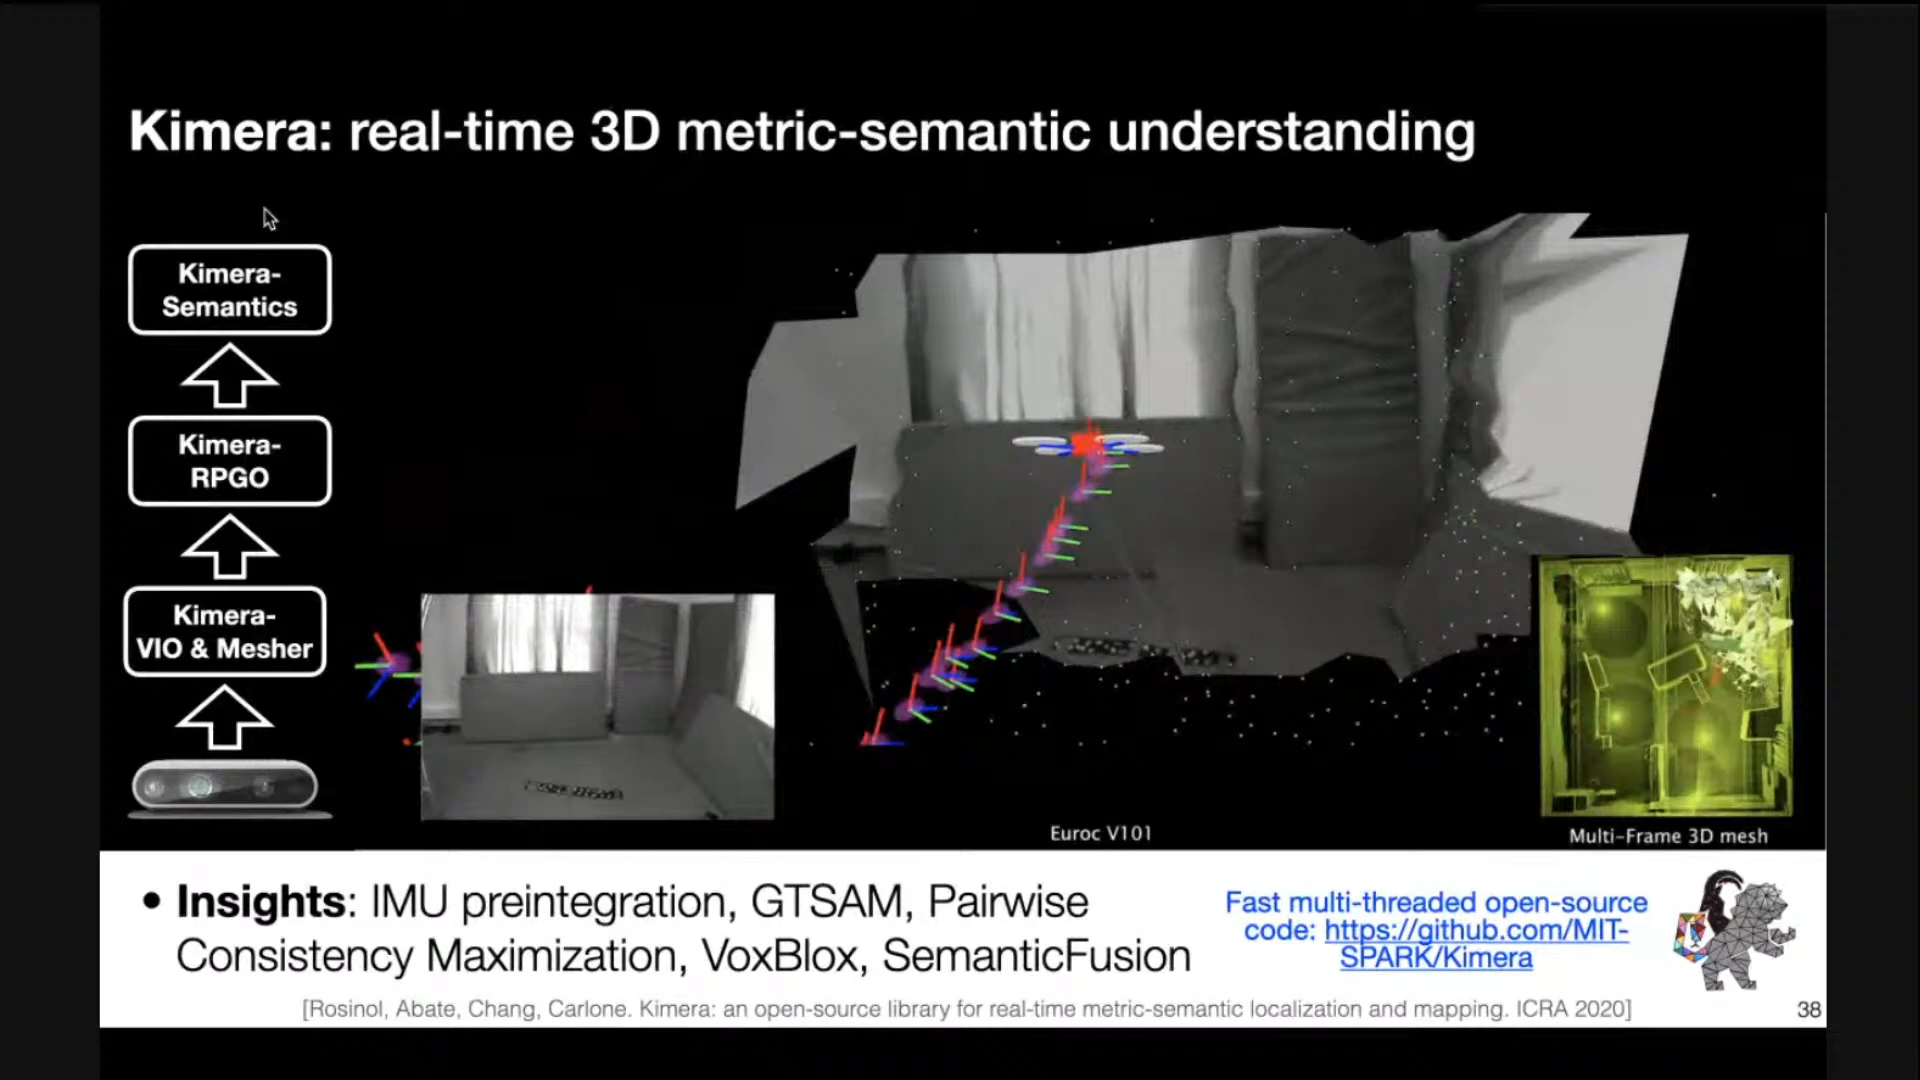 Kimera: real-time 3D metric-semantic understanding
Kimera-
Semantics
Kimera-
RPGO
Kimera-
VIO & Mesher
Euroc V101
Multi-Frame 3D mesh
• Insights: IMU preintegration, GTSAM, Pairwise
Consistency Maximization, VoxBlox, SemanticFusion
Fast multi-threaded open-source
code: https://github.com/MIT-
SPARK/Kimera
[Rosinol, Abate, Chang, Carlone. Kimera: an open-source library for real-time metric-semantic localization and mapping. ICRA 2020]
38